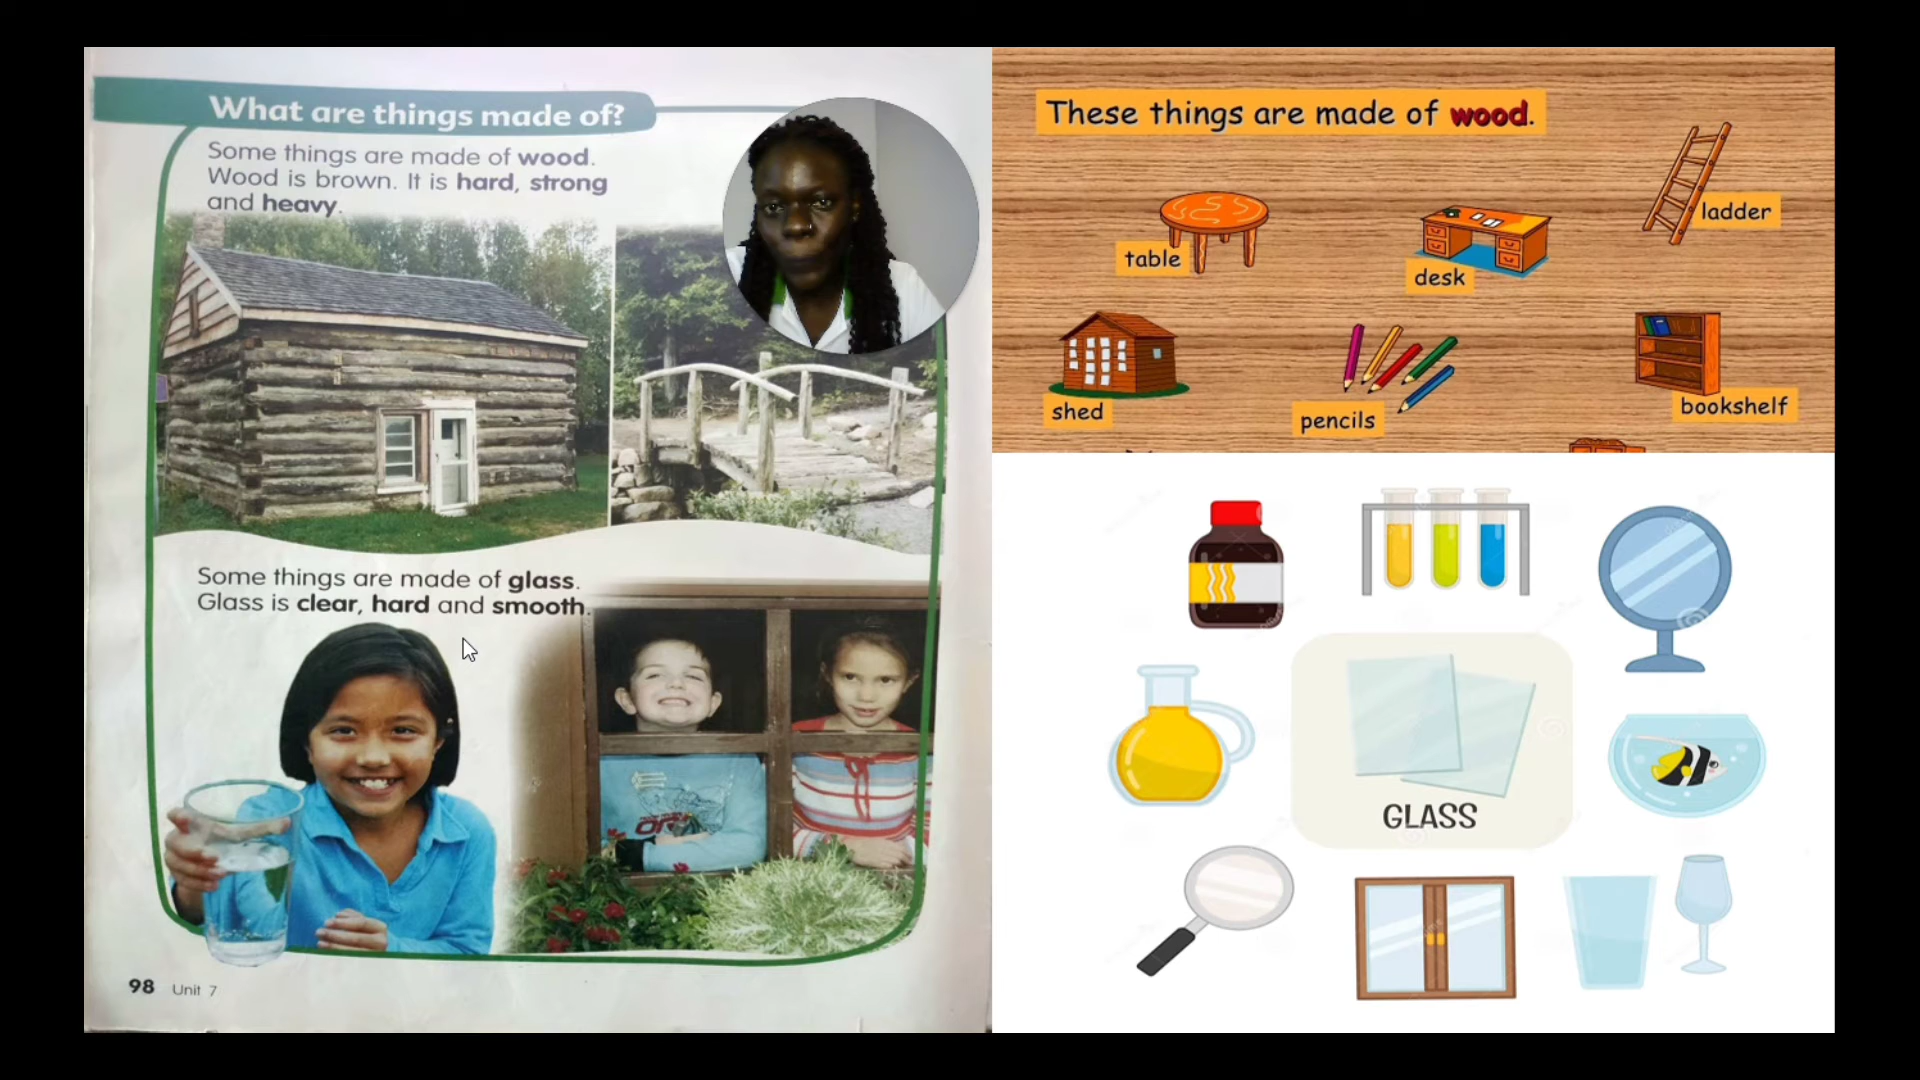 What are things made of?
Some things are made of wood.
Wood is brown. It is hard, strong
and heavy.
Some things are made of glass.
Glass is clear, hard and smooth.
98 Unit 7
These things are made of wood.
ladder
table
desk
shed
pencils
bookshelf
GLASS